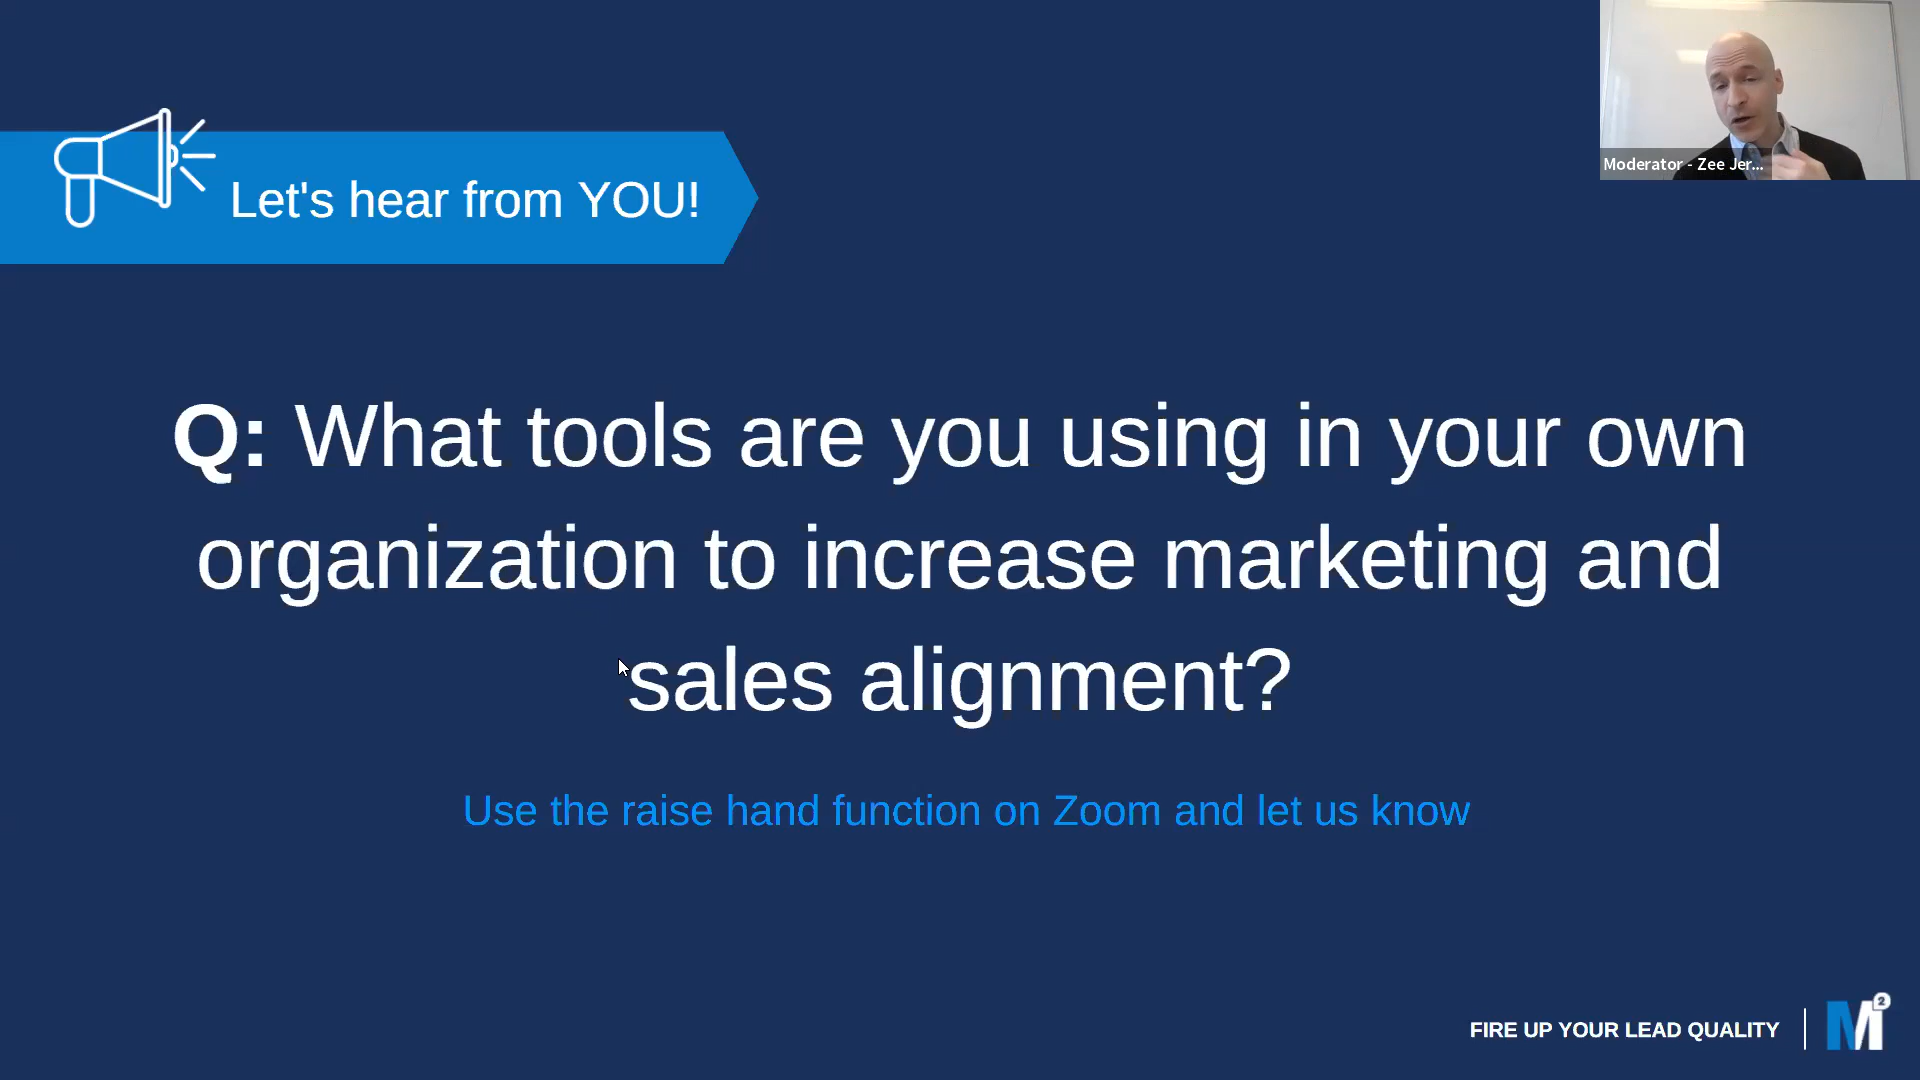 Moderator - Zee Jer...
Let's hear from YOU!
Q: What tools are you using in your own
organization to increase marketing and
sales alignment?
Use the raise hand function on Zoom and let us know
FIRE UP YOUR LEAD QUALITY
M2